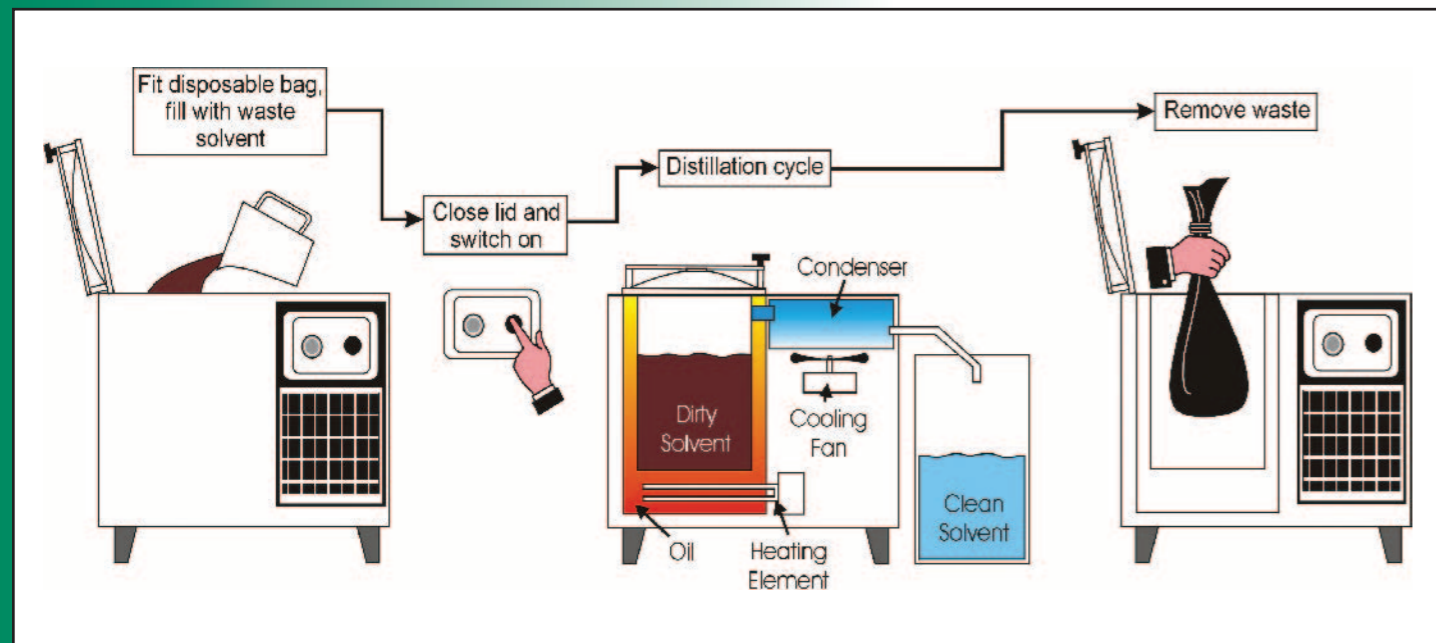 Fit disposable bag,
fill with waste
solvent
Close lid and
switch on
Distillation cycle
Remove waste
Condenser
Dirty
Solvent
Cooling
Fan
Clean
Solvent
Oil
Heating
Element